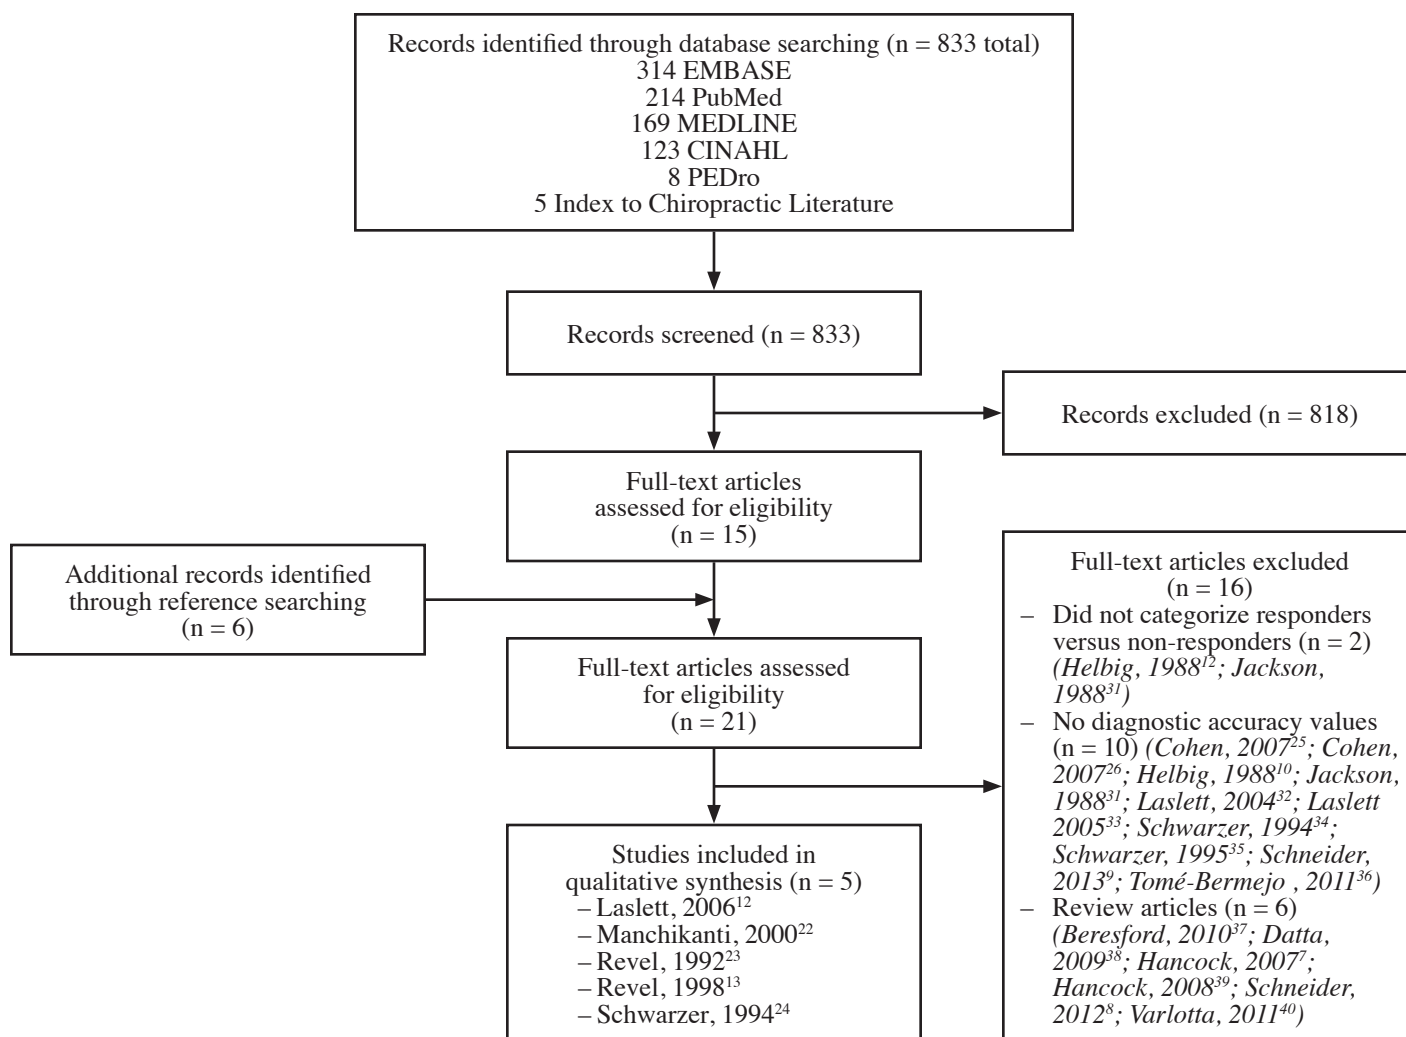 Records identified through database searching (n = 833 total)
314 EMBASE
214 PubMed
169 MEDLINE
123 CINAHL
8 PEDro
5 Index to Chiropractic Literature
Records screened (n = 833)
Records excluded (n = 818)
Full-text articles
assessed for eligibility
(n = 15)
Additional records identified
through reference searching
(n = 6)
Full-text articles assessed
for eligibility
(n = 21)
Full-text articles excluded
(n = 16)
– Did not categorize responders
versus non-responders (n = 2)
(Helbig, 1988¹²; Jackson,
1988³¹)
– No diagnostic accuracy values
(n = 10) (Cohen, 2007²⁵; Cohen,
2007²⁶; Helbig, 1988¹⁰; Jackson,
1988³¹; Laslett, 2004³²; Laslett
2005³³; Schwarzer, 1994³⁴;
Schwarzer, 1995³⁵; Schneider,
2013⁹; Tomé-Bermejo , 2011³⁶)
– Review articles (n = 6)
(Beresford, 2010³⁷; Datta,
2009³⁸; Hancock, 2007⁷;
Hancock, 2008³⁹; Schneider,
2012⁸; Varlotta, 2011⁴⁰)
Studies included in
qualitative synthesis (n = 5)
– Laslett, 2006¹²
– Manchikanti, 2000²²
– Revel, 1992²³
– Revel, 1998¹³
– Schwarzer, 1994²⁴